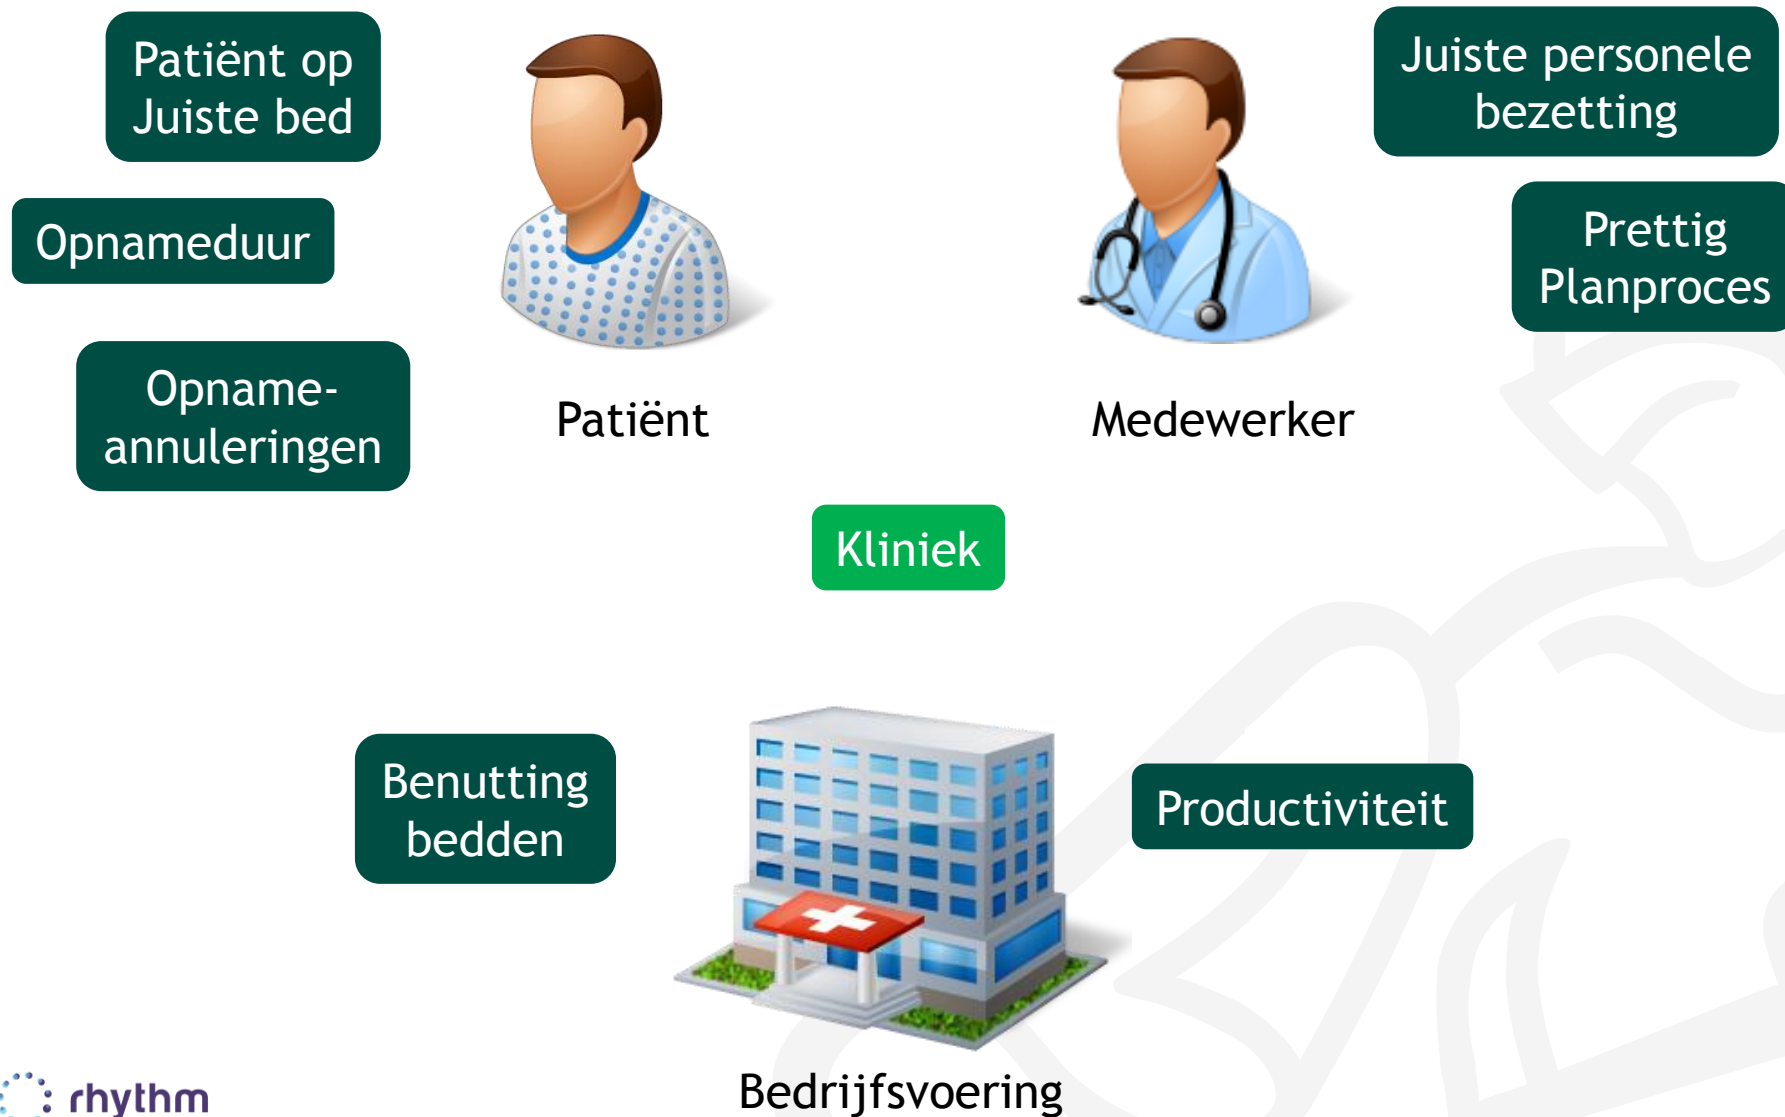 Patiënt op
Juiste bed
Opnameduur
Opname-
annuleringen
Patiënt
Juiste personele
bezetting
Prettig
Planproces
Medewerker
Kliniek
Benutting
bedden
Productiviteit
Bedrijfsvoering
rhythm